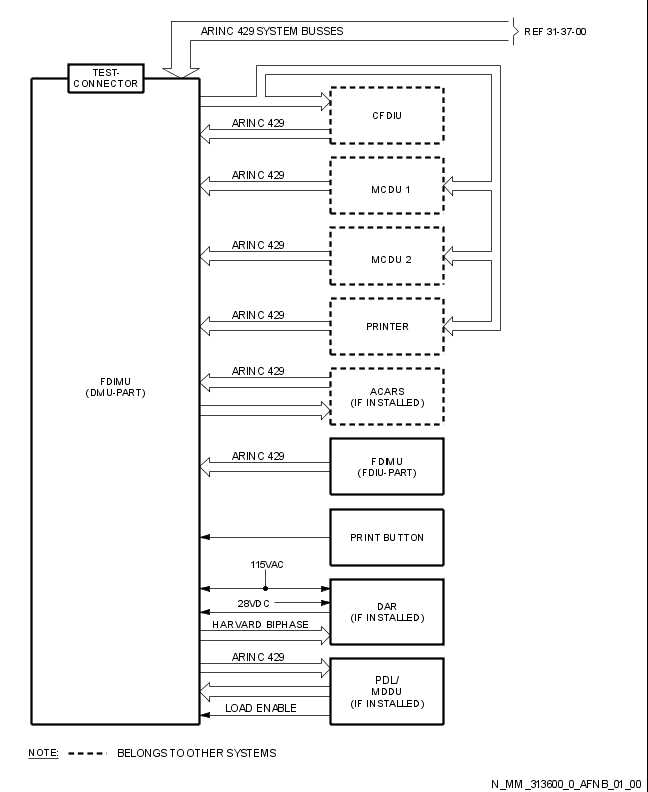 ARINC 429 SYSTEM BUSSES
REF 31-37-00
TEST-
CONNECTOR
CFDIU
ARINC 429
ARINC 429
MCDU 1
ARINC 429
MCDU 2
ARINC 429
PRINTER
ARINC 429
FDIMU
(DMU-PART)
ACARS
(IF INSTALLED)
ARINC 429
FDIMU
(FDIU-PART)
PRINT BUTTON
115VAC
28VDC
DAR
(IF INSTALLED)
HARVARD BIPHASE
ARINC 429
PDL/
MDDU
(IF INSTALLED)
LOAD ENABLE
NOTE: BELONGS TO OTHER SYSTEMS
N_MM_313600_0_AFNB_01_00